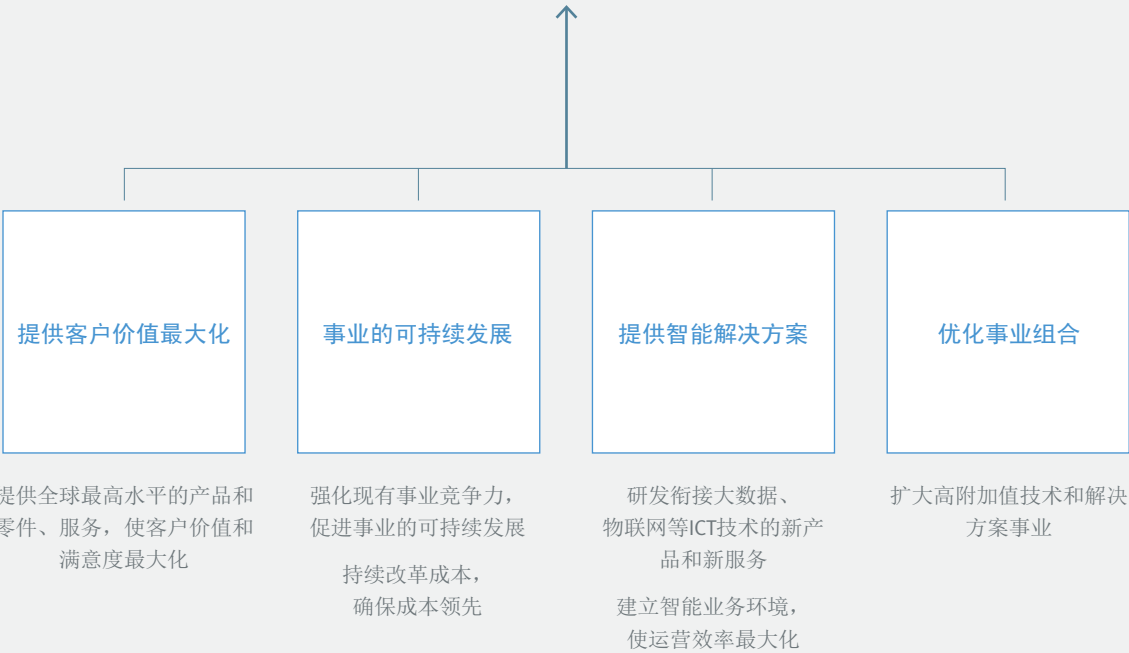 提供客户价值最大化
事业的可持续发展
提供智能解决方案
优化事业组合
提供全球最高水平的产品和
零件、服务，使客户价值和
满意度最大化
强化现有事业竞争力，
促进事业的可持续发展
持续改革成本，
确保成本领先
研发衔接大数据、
物联网等ICT技术的新产
品和新服务
建立智能业务环境，
使运营效率最大化
扩大高附加值技术和解决
方案事业